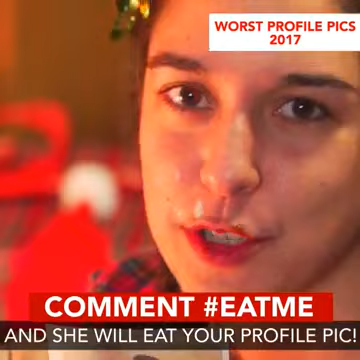 WORST PROFILE PICS
2017
COMMENT #EATME
AND SHE WILL EAT YOUR PROFILE PIC!